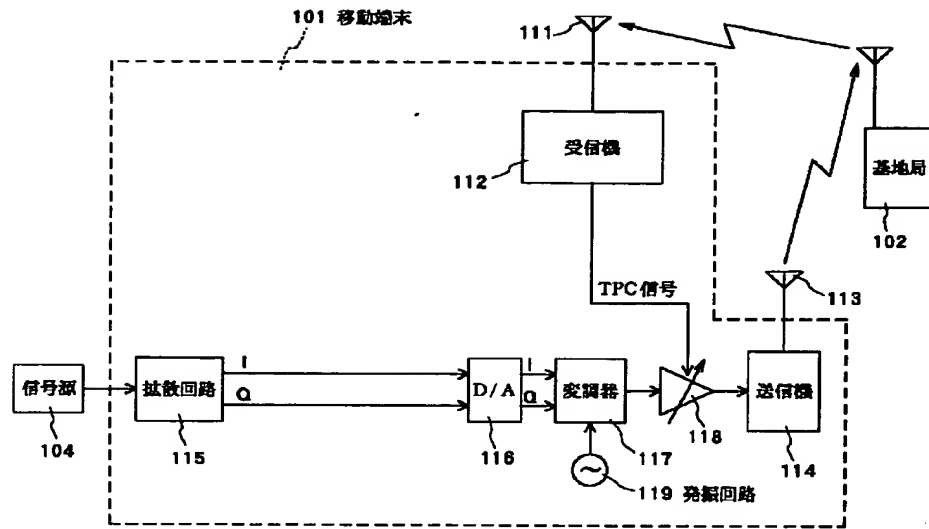 101 移動端末
111
受信機
112
基地局
102
TPC信号
113
信号源
104
拡散回路
115
I
Q
D/A
116
I
Q
変調器
117
118
送信機
114
119 発振回路